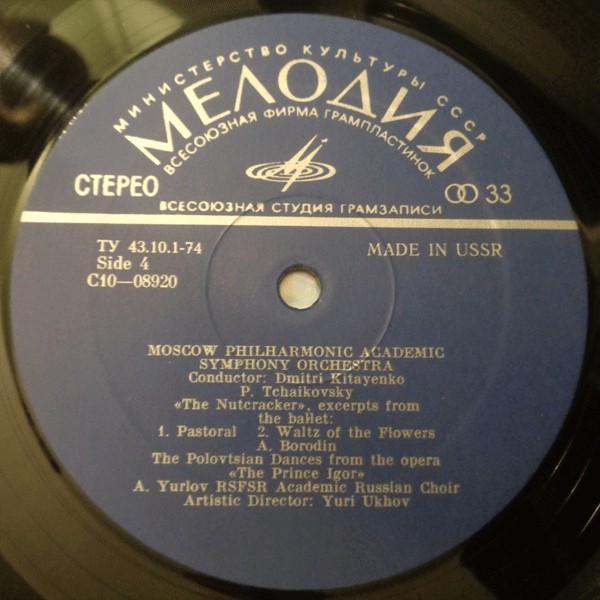 МИНИСТЕРСТВО КУЛЬТУРЫ СССР
МЕЛОДИЯ
ВСЕСОЮЗНАЯ ФИРМА ГРАМПЛАСТИНОК
СТЕРЕО
33
ВСЕСОЮЗНАЯ СТУДИЯ ГРАМЗАПИСИ
ТУ 43.10.1-74
MADE IN USSR
Side 4
С10—08920
MOSCOW PHILHARMONIC ACADEMIC
SYMPHONY ORCHESTRA
Conductor: Dmitri Kitayenko
P. Tchaikovsky
«The Nutcracker», excerpts from
the ballet:
1. Pastoral 2. Waltz of the Flowers
A. Borodin
The Polovtsian Dances from the opera
«The Prince Igor»
A. Yurlov RSFSR Academic Russian Choir
Artistic Director: Yuri Ukhov